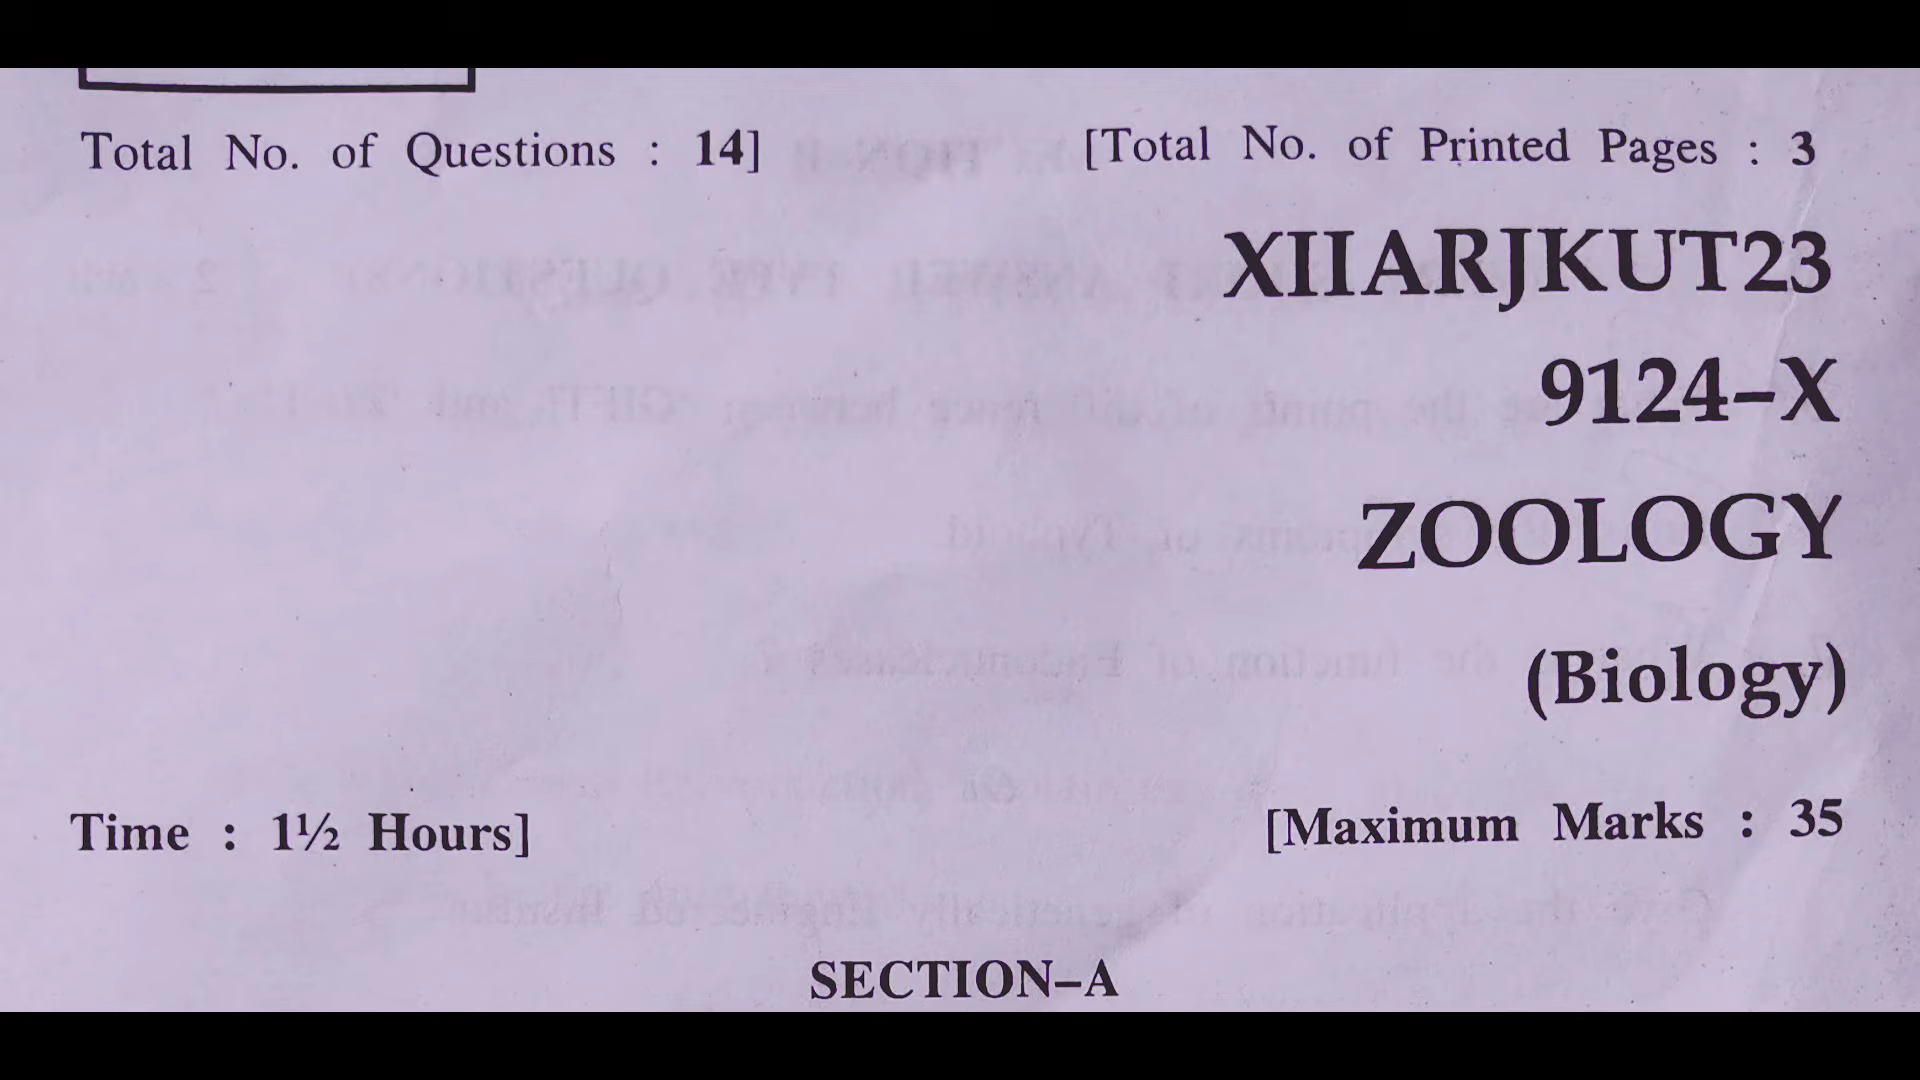 Total No. of Questions : 14] [Total No. of Printed Pages : 3
XIIARJKUT23
9124–X
ZOOLOGY
(Biology)
Time : 1½ Hours] [Maximum Marks : 35
SECTION–A